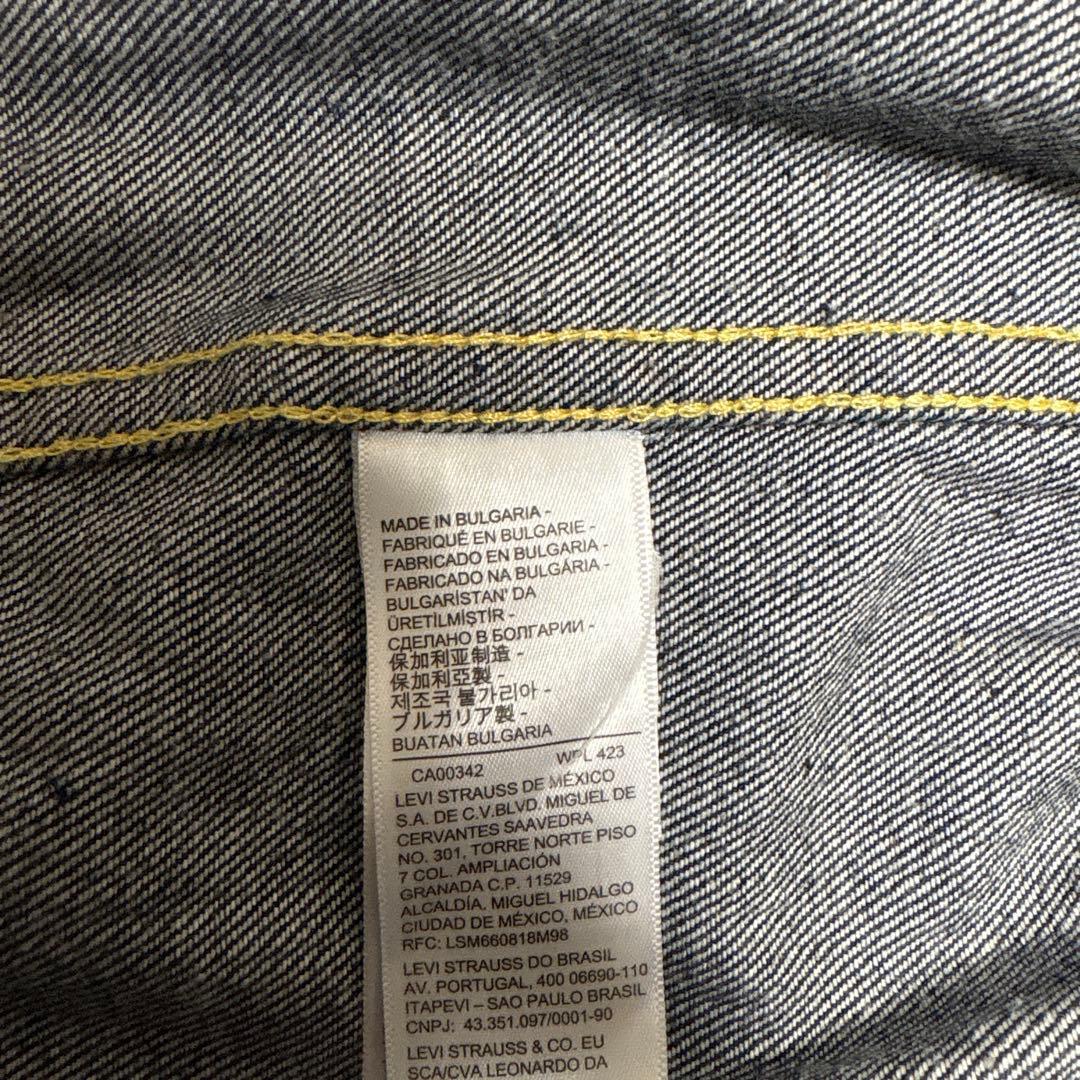 MADE IN BULGARIA -
FABRIQUÉ EN BULGARIE -
FABRICADO EN BULGARIA -
FABRICADO NA BULGÁRIA -
BULGARİSTAN' DA
ÜRETİLMİŞTİR -
СДЕЛАНО В БОЛГАРИИ -
保加利亚制造 -
保加利亞製 -
제조국 불가리아 -
ブルガリア製 -
BUATAN BULGARIA
CA00342 WPL 423
LEVI STRAUSS DE MÉXICO
S.A. DE C.V.BLVD. MIGUEL DE
CERVANTES SAAVEDRA
NO. 301, TORRE NORTE PISO
7 COL. AMPLIACIÓN
GRANADA C.P. 11529
ALCALDÍA. MIGUEL HIDALGO
CIUDAD DE MÉXICO, MÉXICO
RFC: LSM660818M98
LEVI STRAUSS DO BRASIL
AV. PORTUGAL, 400 06690-110
ITAPEVI – SAO PAULO BRASIL
CNPJ: 43.351.097/0001-90
LEVI STRAUSS & CO. EU
SCA/CVA LEONARDO DA